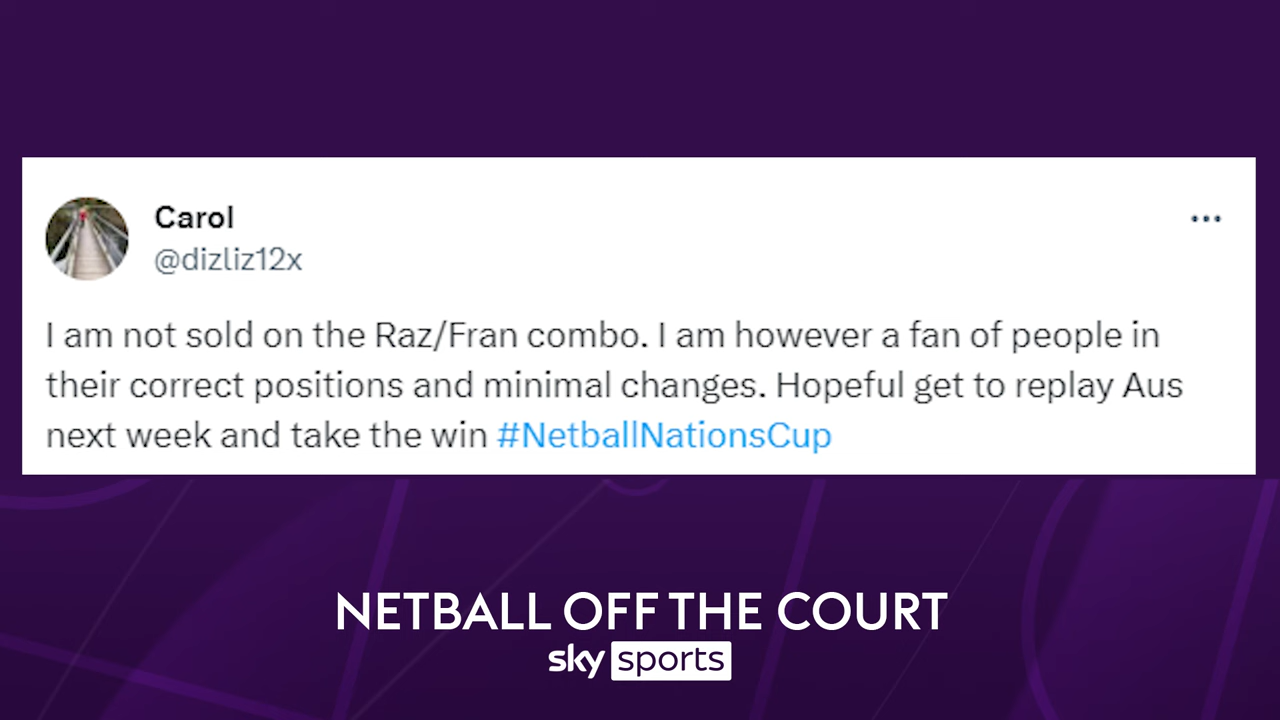 Carol
@dizliz12x
I am not sold on the Raz/Fran combo. I am however a fan of people in
their correct positions and minimal changes. Hopeful get to replay Aus
next week and take the win #NetballNationsCup
NETBALL OFF THE COURT
sky sports